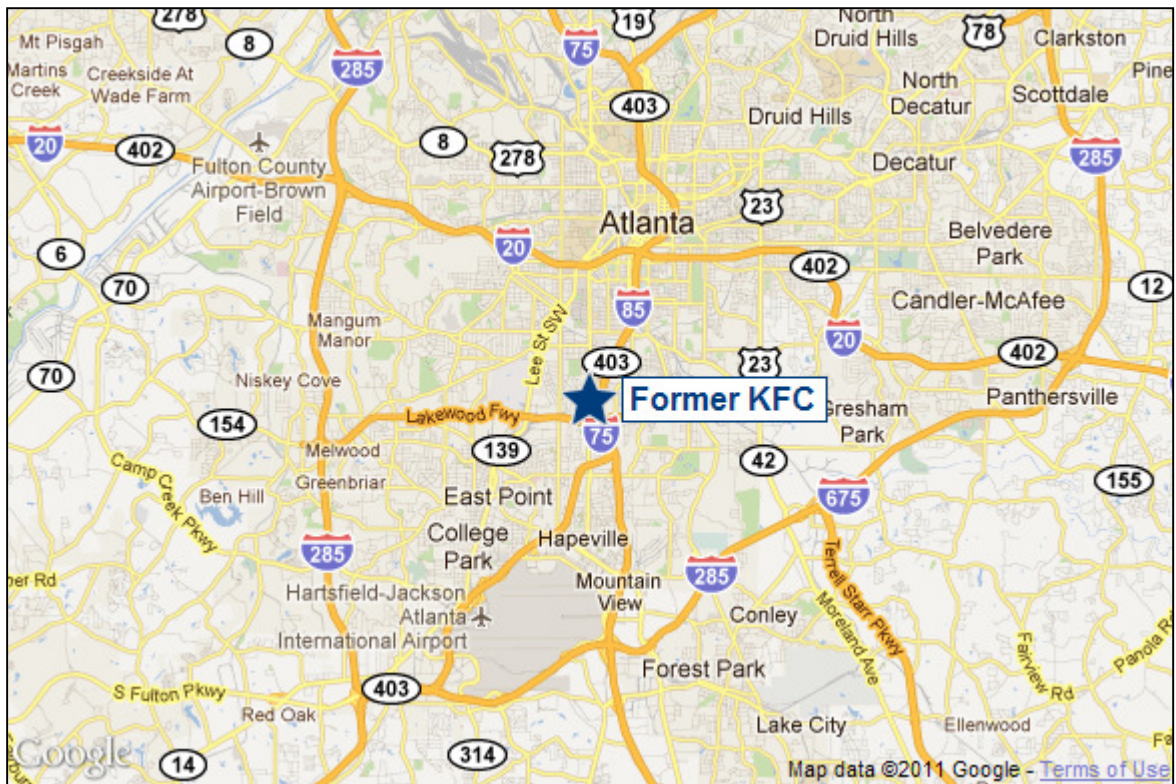 278
Mt Pisgah
8
Martins
Creek
Creekside At
Wade Farm
285
19
75
North
Druid Hills
78
Clarkston
Pine
North
Decatur
Scottdale
403
Druid Hills
20
402
8
278
Decatur
285
Fulton County
Airport-Brown
Field
23
Atlanta
Belvedere
Park
6
70
20
402
12
85
Candler-McAfee
Mangum
Manor
Lee St SW
20
403
23
402
70
Niskey Cove
Former KFC
Panthersville
154
Lakewood Fwy
Gresham
Park
75
Melwood
139
42
155
Camp Creek Pkwy
Ben Hill
Greenbriar
East Point
675
College
Park
Hapeville
285
285
per Rd
Mountain
View
Terrell Starr Pkwy
Hartsfield-Jackson
Atlanta
International Airport
Conley
Moreland Ave
Fairview Rd
Panola R
Forest Park
S Fulton Pkwy
403
Red Oak
Lake City
Ellenwood
314
14
Google
Map data ©2011 Google - Terms of Use